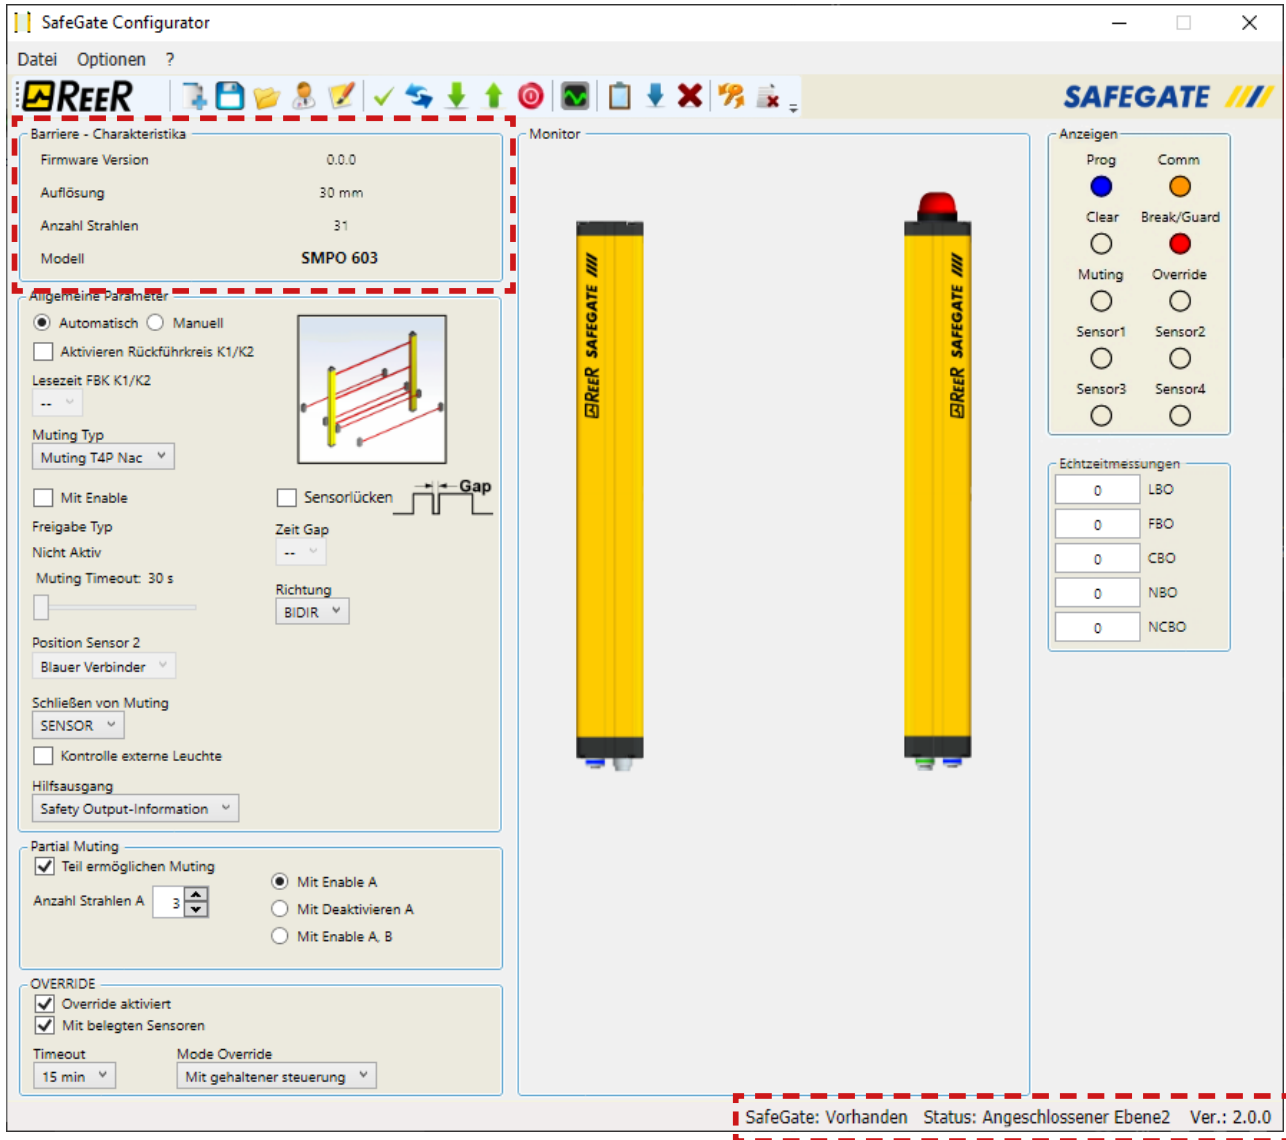 SafeGate Configurator
Datei Optionen ?
REER
SAFEGATE
Barriere - Charakteristika
Firmware Version 0.0.0
Auflösung 30 mm
Anzahl Strahlen 31
Modell SMPO 603
Allgemeine Parameter
Automatisch Manuell
Aktivieren Rückführkreis K1/K2
Lesezeit FBK K1/K2
--
Muting Typ
Muting T4P Nac
Mit Enable
Sensorlücken
Gap
Freigabe Typ
Nicht Aktiv
Zeit Gap
--
Muting Timeout: 30 s
Richtung
BIDIR
Position Sensor 2
Blauer Verbinder
Schließen von Muting
SENSOR
Kontrolle externe Leuchte
Hilfsausgang
Safety Output-Information
Partial Muting
Teil ermöglichen Muting
Anzahl Strahlen A 3
Mit Enable A
Mit Deaktivieren A
Mit Enable A, B
OVERRIDE
Override aktiviert
Mit belegten Sensoren
Timeout
15 min
Mode Override
Mit gehaltener steuerung
Monitor
REER SAFEGATE
REER SAFEGATE
Anzeigen
Prog Comm
Clear Break/Guard
Muting Override
Sensor1 Sensor2
Sensor3 Sensor4
Echtzeitmessungen
0 LBO
0 FBO
0 CBO
0 NBO
0 NCBO
SafeGate: Vorhanden Status: Angeschlossener Ebene2 Ver.: 2.0.0